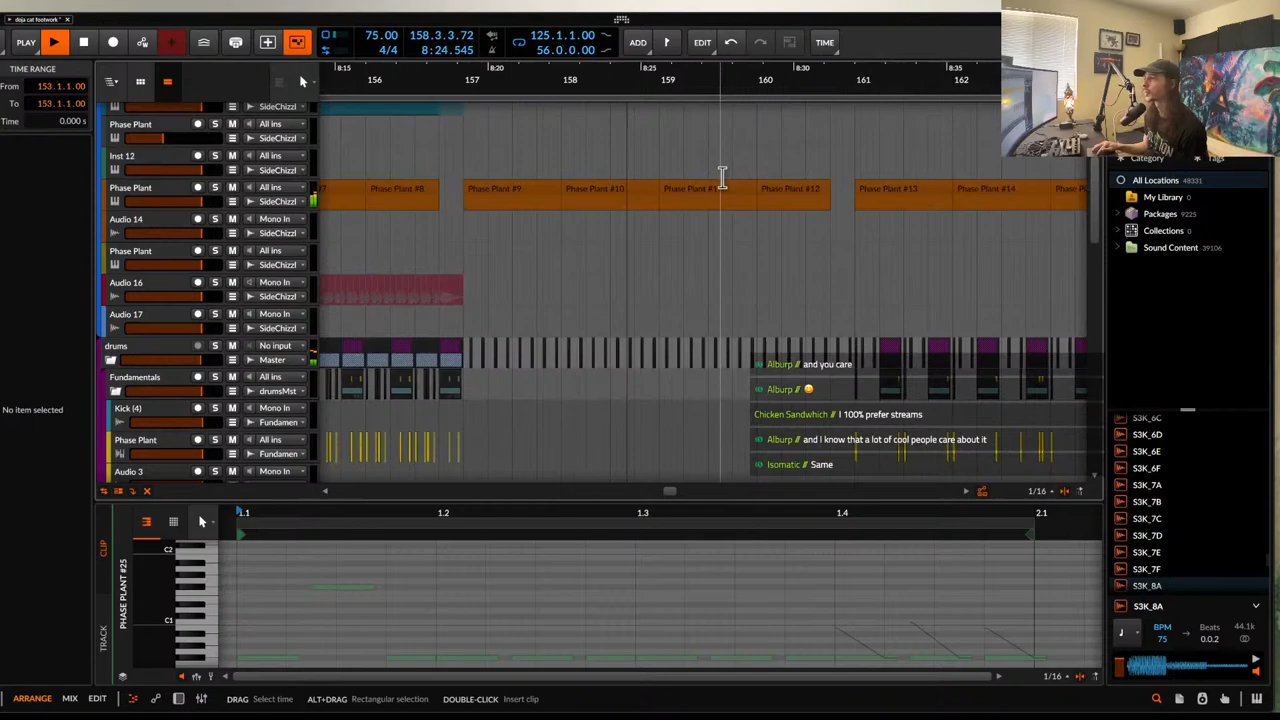 doja cat footwork* ×
PLAY
75.00
4/4
158.3.3.72
8:24.545
125.1.1.00
56.0.0.00
ADD
EDIT
TIME
TIME RANGE
From 153.1.1.00
To 153.1.1.00
Time 0.000 s
8:15 8:20 8:25 8:30 8:35
156 157 158 159 160 161 162
SideChizzl
Phase Plant S M All ins
SideChizzl
Inst 12 S M All ins
SideChizzl
Phase Plant S M All ins
SideChizzl
Phase Plant #8 Phase Plant #9 Phase Plant #10 Phase Plant #12 Phase Plant #13 Phase Plant #14
Audio 14 S M Mono In
SideChizzl
Phase Plant S M All ins
SideChizzl
Audio 16 S M Mono In
SideChizzl
Audio 17 S M Mono In
SideChizzl
drums S M No input
Master
Fundamentals S M All ins
drumsMst
Kick (4) S M Mono In
Fundamen
Phase Plant S M All ins
Fundamen
Audio 3 S M Mono In
Alburp // and you care
Alburp // 😀
Chicken Sandwhich // I 100% prefer streams
Alburp // and I know that a lot of cool people care about it
Isomatic // Same
1/16
Category Tags
All Locations 48331
My Library 0
Packages 9225
Collections 0
Sound Content 39106
S3K_6C
S3K_6D
S3K_6E
S3K_6F
S3K_7A
S3K_7B
S3K_7C
S3K_7D
S3K_7E
S3K_7F
S3K_8A
S3K_8A
BPM Beats 44.1k
75 0.0.2
No item selected
CLIP
TRACK
PHASE PLANT #25
1.1 1.2 1.3 1.4 2.1
C2
C1
1/16
ARRANGE MIX EDIT
DRAG Select time ALT+DRAG Rectangular selection DOUBLE-CLICK Insert clip